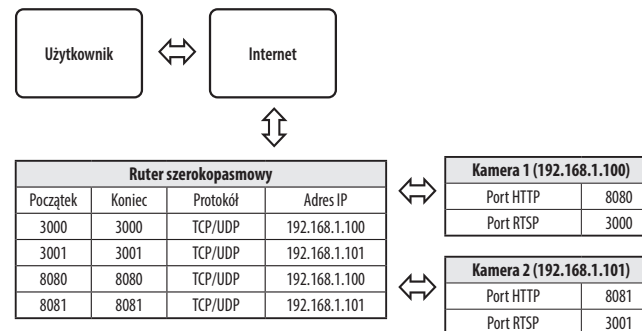 Użytkownik
Internet
Ruter szerokopasmowy
Początek Koniec Protokół Adres IP
3000 3000 TCP/UDP 192.168.1.100
3001 3001 TCP/UDP 192.168.1.101
8080 8080 TCP/UDP 192.168.1.100
8081 8081 TCP/UDP 192.168.1.101
Kamera 1 (192.168.1.100)
Port HTTP 8080
Port RTSP 3000
Kamera 2 (192.168.1.101)
Port HTTP 8081
Port RTSP 3001